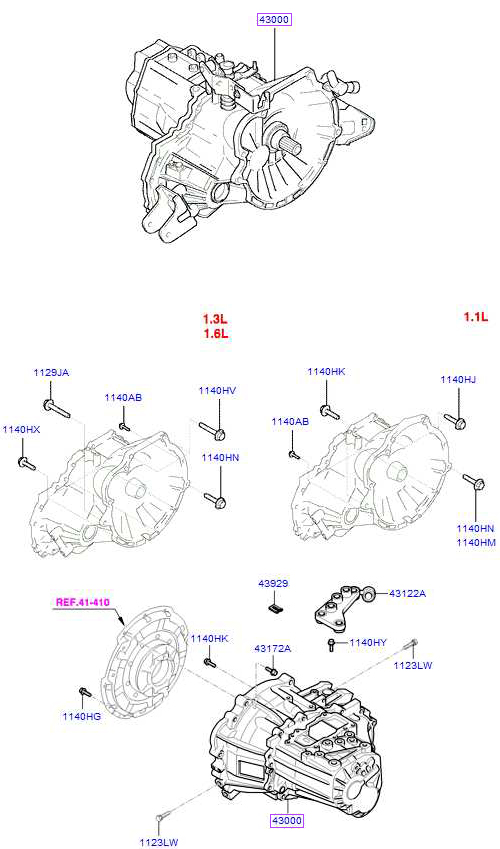 43000
1.3L
1.6L
1.1L
1129JA
1140AB
1140HV
1140HX
1140HN
1140HK
1140HJ
1140AB
1140HN
1140HM
43929
43122A
REF.41-410
1140HK
43172A
1140HY
1123LW
1140HG
43000
1123LW